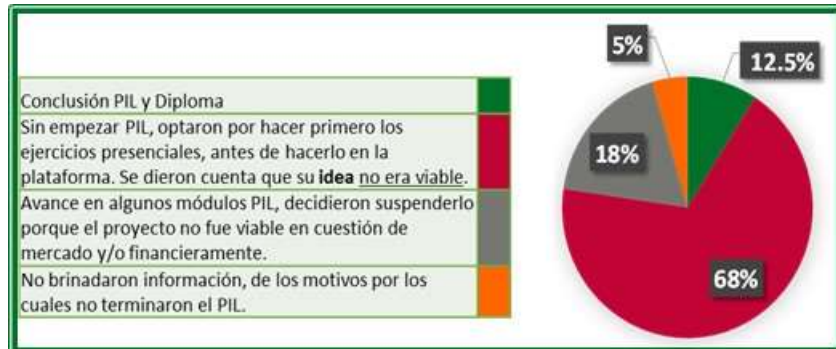 Conclusión PIL y Diploma
Sin empezar PIL, optaron por hacer primero los
ejercicios presenciales, antes de hacerlo en la
plataforma. Se dieron cuenta que su idea no era viable.
Avance en algunos módulos PIL, decidieron suspenderlo
porque el proyecto no fue viable en cuestión de
mercado y/o financieramente.
No brinadaron información, de los motivos por los
cuales no terminaron el PIL.
5%
12.5%
18%
68%